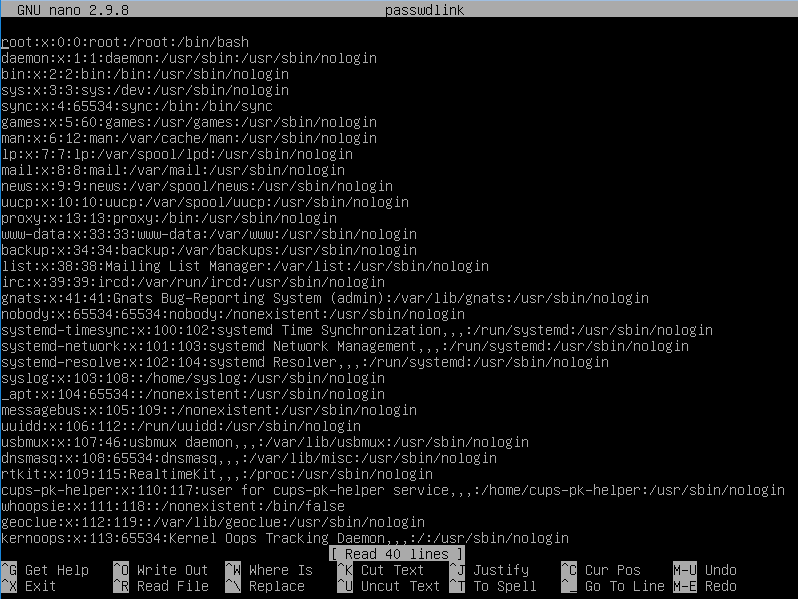 GNU nano 2.9.8 passwdlink
root:x:0:0:root:/root:/bin/bash
daemon:x:1:1:daemon:/usr/sbin:/usr/sbin/nologin
bin:x:2:2:bin:/bin:/usr/sbin/nologin
sys:x:3:3:sys:/dev:/usr/sbin/nologin
sync:x:4:65534:sync:/bin:/bin/sync
games:x:5:60:games:/usr/games:/usr/sbin/nologin
man:x:6:12:man:/var/cache/man:/usr/sbin/nologin
lp:x:7:7:lp:/var/spool/lpd:/usr/sbin/nologin
mail:x:8:8:mail:/var/mail:/usr/sbin/nologin
news:x:9:9:news:/var/spool/news:/usr/sbin/nologin
uucp:x:10:10:uucp:/var/spool/uucp:/usr/sbin/nologin
proxy:x:13:13:proxy:/bin:/usr/sbin/nologin
www-data:x:33:33:www-data:/var/www:/usr/sbin/nologin
backup:x:34:34:backup:/var/backups:/usr/sbin/nologin
list:x:38:38:Mailing List Manager:/var/list:/usr/sbin/nologin
irc:x:39:39:ircd:/var/run/ircd:/usr/sbin/nologin
gnats:x:41:41:Gnats Bug-Reporting System (admin):/var/lib/gnats:/usr/sbin/nologin
nobody:x:65534:65534:nobody:/nonexistent:/usr/sbin/nologin
systemd-timesync:x:100:102:systemd Time Synchronization,,,:/run/systemd:/usr/sbin/nologin
systemd-network:x:101:103:systemd Network Management,,,:/run/systemd:/usr/sbin/nologin
systemd-resolve:x:102:104:systemd Resolver,,,:/run/systemd:/usr/sbin/nologin
syslog:x:103:108::/home/syslog:/usr/sbin/nologin
_apt:x:104:65534::/nonexistent:/usr/sbin/nologin
messagebus:x:105:109::/nonexistent:/usr/sbin/nologin
uuidd:x:106:112::/run/uuidd:/usr/sbin/nologin
usbmux:x:107:46:usbmux daemon,,,:/var/lib/usbmux:/usr/sbin/nologin
dnsmasq:x:108:65534:dnsmasq,,,:/var/lib/misc:/usr/sbin/nologin
rtkit:x:109:115:RealtimeKit,,,:/proc:/usr/sbin/nologin
cups-pk-helper:x:110:117:user for cups-pk-helper service,,,:/home/cups-pk-helper:/usr/sbin/nologin
whoopsie:x:111:118::/nonexistent:/bin/false
geoclue:x:112:119::/var/lib/geoclue:/usr/sbin/nologin
kernoops:x:113:65534:Kernel Oops Tracking Daemon,,,:/:/usr/sbin/nologin
[ Read 40 lines ]
^G Get Help ^O Write Out ^W Where Is ^K Cut Text ^J Justify ^C Cur Pos M-U Undo
^X Exit ^R Read File ^\ Replace ^U Uncut Text ^T To Spell ^_ Go To Line M-E Redo